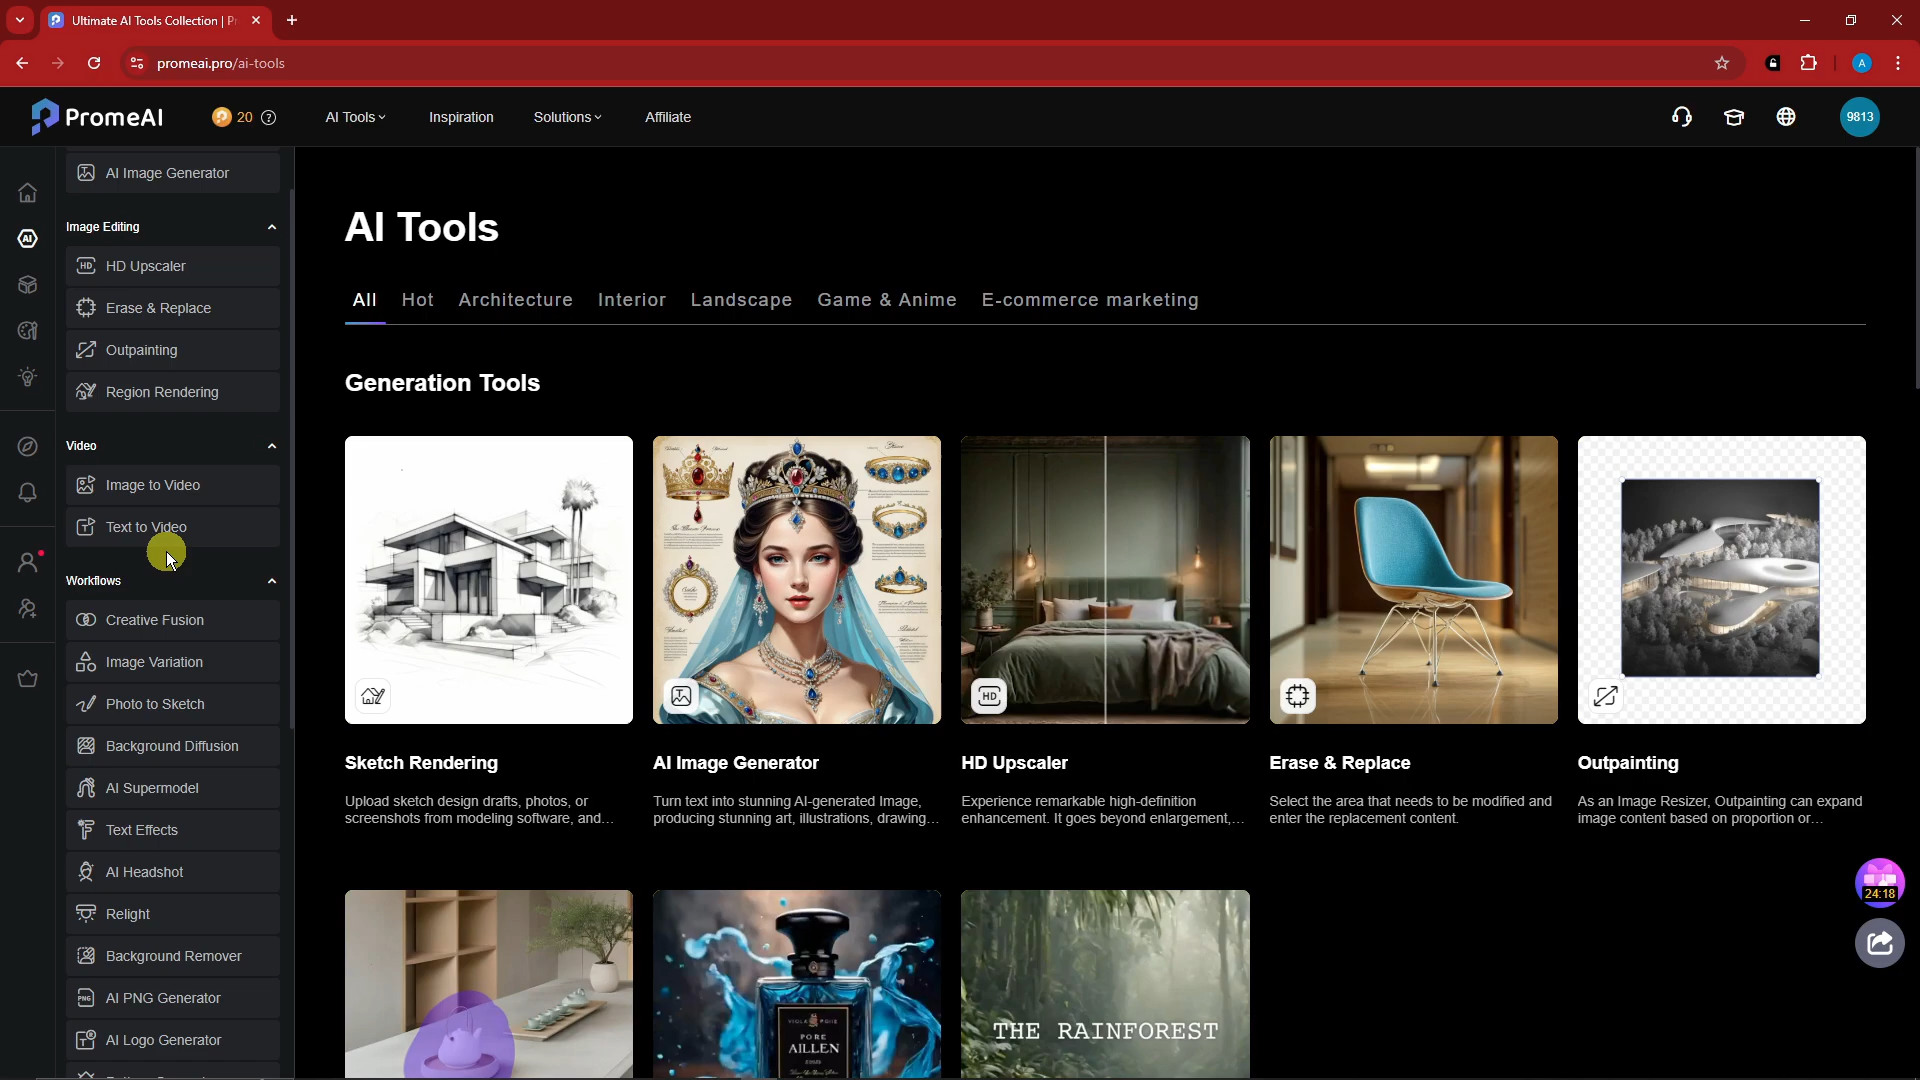 Ultimate AI Tools Collection | P
promeai.pro/ai-tools
A
PromeAI
20
AI Tools
Inspiration
Solutions
Affiliate
9813
AI Image Generator
Image Editing
HD Upscaler
Erase & Replace
Outpainting
Region Rendering
Video
Image to Video
Text to Video
Workflows
Creative Fusion
Image Variation
Photo to Sketch
Background Diffusion
AI Supermodel
Text Effects
AI Headshot
Relight
Background Remover
AI PNG Generator
AI Logo Generator
AI Tools
All
Hot
Architecture
Interior
Landscape
Game & Anime
E-commerce marketing
Generation Tools
HD
Sketch Rendering
Upload sketch design drafts, photos, or
screenshots from modeling software, and...
AI Image Generator
Turn text into stunning AI-generated Image,
producing stunning art, illustrations, drawing...
HD Upscaler
Experience remarkable high-definition
enhancement. It goes beyond enlargement,...
Erase & Replace
Select the area that needs to be modified and
enter the replacement content.
Outpainting
As an Image Resizer, Outpainting can expand
image content based on proportion or...
PORE
AILLEN
THE RAINFOREST
24:18